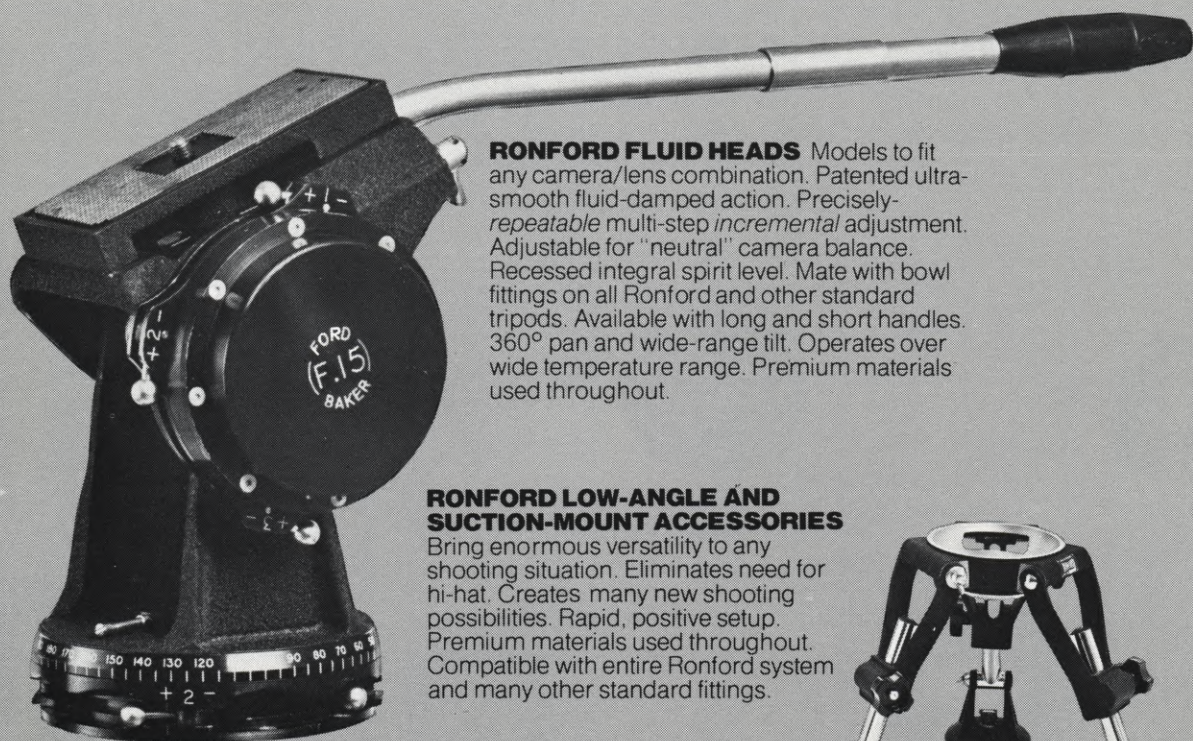 RONFORD FLUID HEADS Models to fit
any camera/lens combination. Patented ultra-
smooth fluid-damped action. Precisely-
repeatable multi-step incremental adjustment.
Adjustable for "neutral" camera balance.
Recessed integral spirit level. Mate with bowl
fittings on all Ronford and other standard
tripods. Available with long and short handles.
360° pan and wide-range tilt. Operates over
wide temperature range. Premium materials
used throughout.
+ 1 -
- 2 +
FORD
(F.15)
BAKER
+ 3 -
RONFORD LOW-ANGLE AND
SUCTION-MOUNT ACCESSORIES
Bring enormous versatility to any
shooting situation. Eliminates need for
hi-hat. Creates many new shooting
possibilities. Rapid, positive setup.
Premium materials used throughout.
Compatible with entire Ronford system
and many other standard fittings.
150 140 130 120 90 80 70 60
+ 2 -